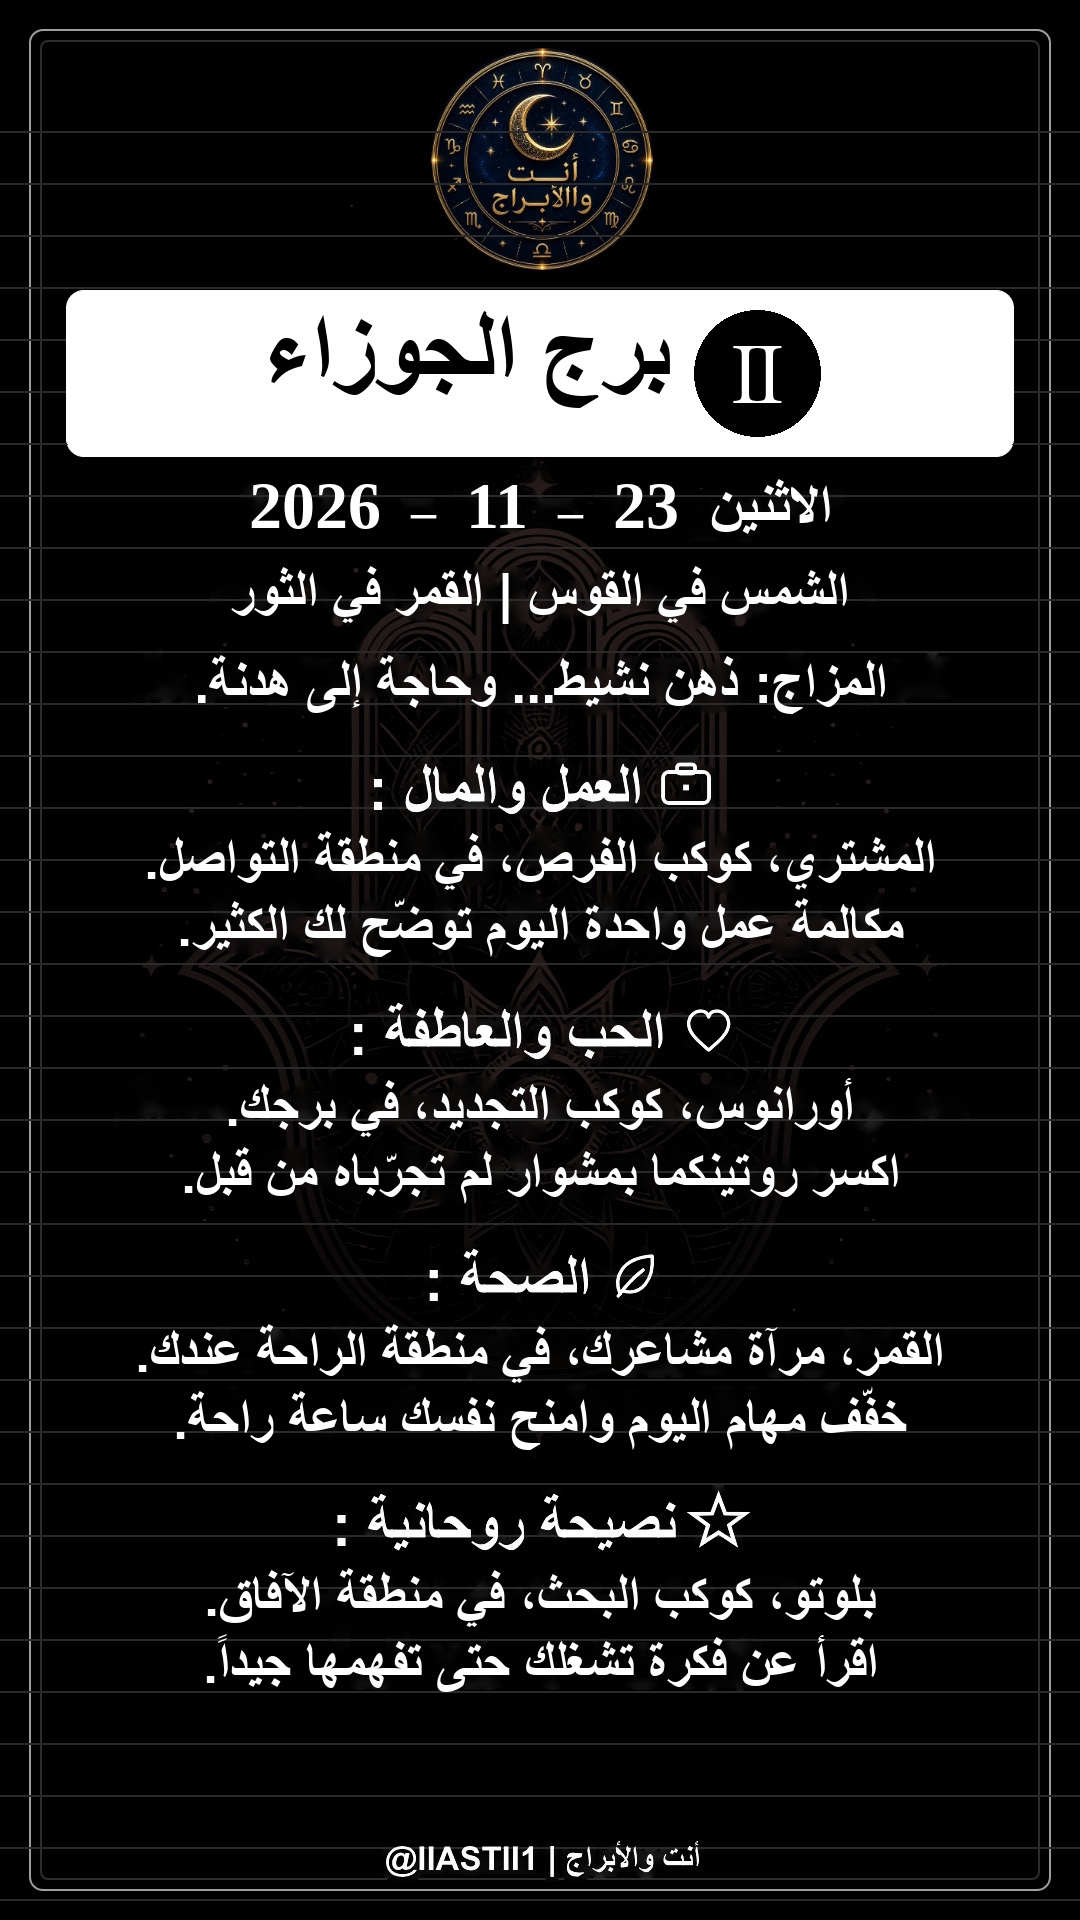 أنت
واالآبراج
برج الجوزاء
الاثنين 23 – 11 – 2026
الشمس في القوس | القمر في الثور
المزاج: ذهن نشيط... وحاجة إلى هدنة.
العمل والمال :
المشتري، كوكب الفرص، في منطقة التواصل.
مكالمة عمل واحدة اليوم توضّح لك الكثير.
الحب والعاطفة :
أورانوس، كوكب التجديد، في برجك.
اكسر روتينكما بمشوار لم تجرّباه من قبل.
الصحة :
القمر، مرآة مشاعرك، في منطقة الراحة عندك.
خفّف مهام اليوم وامنح نفسك ساعة راحة.
نصيحة روحانية :
بلوتو، كوكب البحث، في منطقة الآفاق.
اقرأ عن فكرة تشغلك حتى تفهمها جيداً.
أنت والأبراج | @IIASTII1